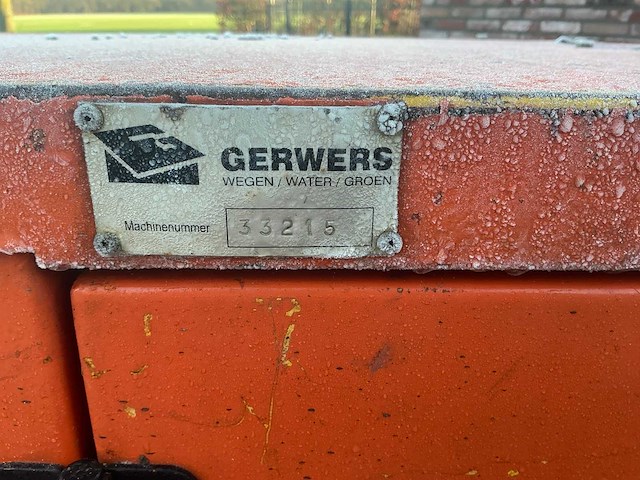 GERWERS
WEGEN / WATER / GROEN
Machinenummer 33215